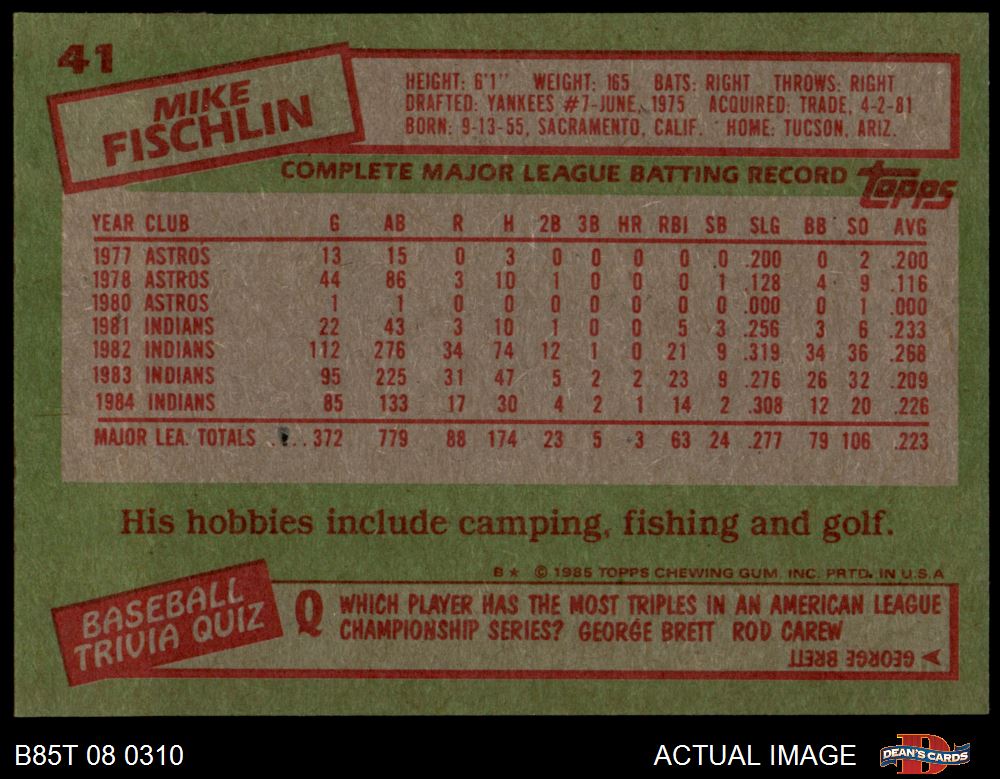 41
MIKE
FISCHLIN
HEIGHT: 6'1" WEIGHT: 165 BATS: RIGHT THROWS: RIGHT
DRAFTED: YANKEES #7-JUNE, 1975 ACQUIRED: TRADE, 4-2-81
BORN: 9-13-55, SACRAMENTO, CALIF. HOME: TUCSON, ARIZ.
COMPLETE MAJOR LEAGUE BATTING RECORD topps
YEAR CLUB G AB R H 2B 3B HR RBI SB SLG BB SO AVG
1977 ASTROS 13 15 0 3 0 0 0 0 0 .200 0 2 .200
1978 ASTROS 44 86 3 10 1 0 0 0 1 .128 4 9 .116
1980 ASTROS 1 1 0 0 0 0 0 0 0 .000 0 1 .000
1981 INDIANS 22 43 3 10 1 0 0 5 3 .256 3 6 .233
1982 INDIANS 112 276 34 74 12 1 0 21 9 .319 34 36 .268
1983 INDIANS 95 225 31 47 5 2 2 23 9 .276 26 32 .209
1984 INDIANS 85 133 17 30 4 2 1 14 2 .308 12 20 .226
MAJOR LEA. TOTALS ....372 779 88 174 23 5 3 63 24 .277 79 106 .223
His hobbies include camping, fishing and golf.
B★ © 1985 TOPPS CHEWING GUM, INC. PRTD. IN U.S.A
BASEBALL
TRIVIA QUIZ
Q WHICH PLAYER HAS THE MOST TRIPLES IN AN AMERICAN LEAGUE
CHAMPIONSHIP SERIES? GEORGE BRETT ROD CAREW
GEORGE BRETT
B85T 08 0310 ACTUAL IMAGE DEAN'S CARDS